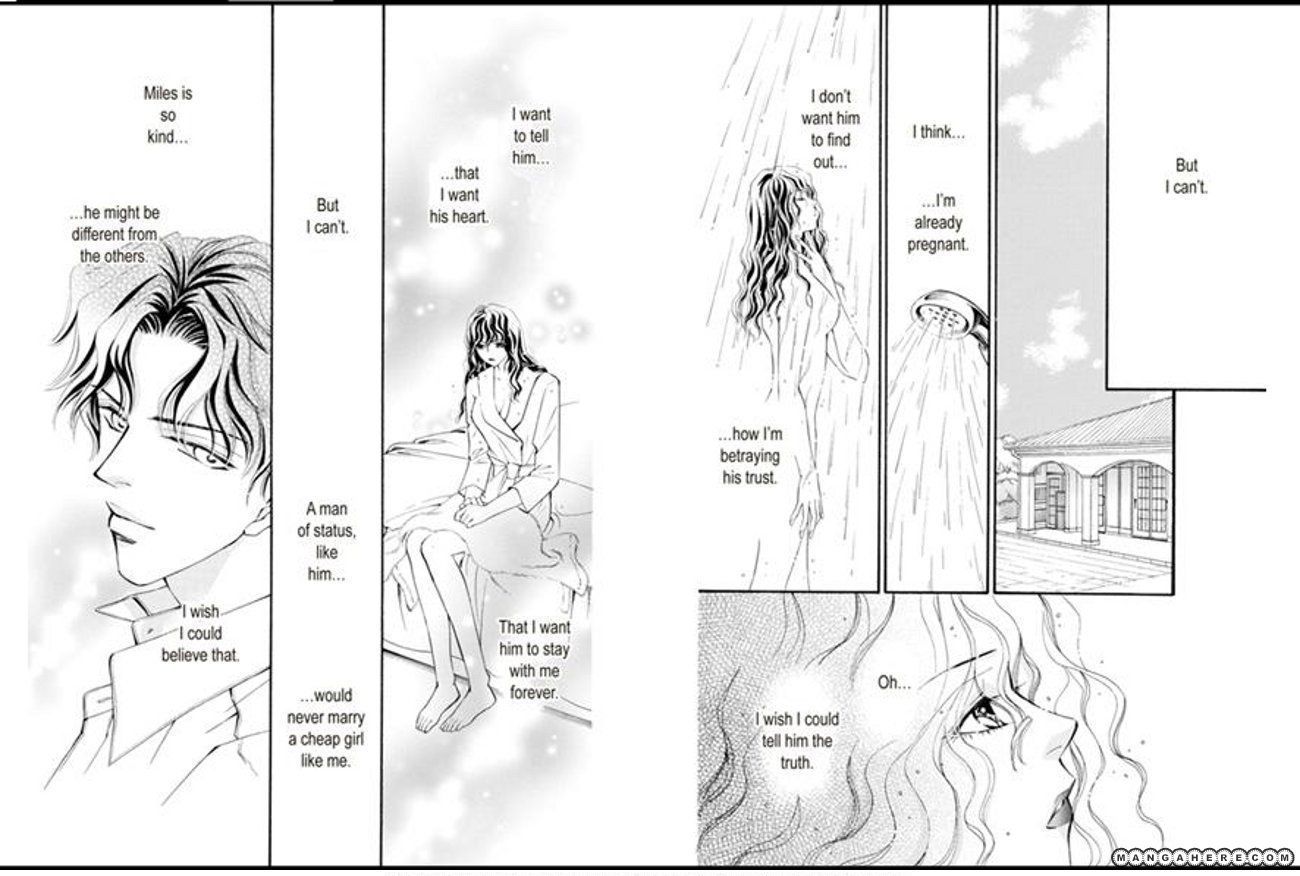 But
I can't.
I think...
...I'm
already
pregnant.
I don't
want him
to find
out...
...how I'm
betraying
his trust.
Oh...
I wish I could
tell him the
truth.
I want
to tell
him...
...that
I want
his heart.
That I want
him to stay
with me
forever.
But
I can't.
A man
of status,
like
him...
...would
never marry
a cheap girl
like me.
Miles is
so
kind...
...he might be
different from
the others.
I wish
I could
believe that.
MANGAHERE.COM